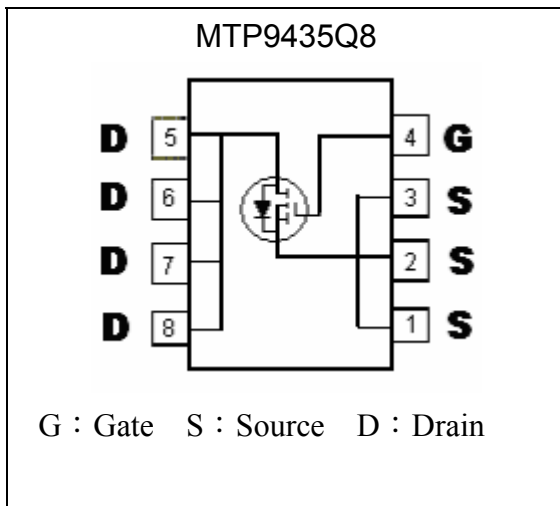 MTP9435Q8
D 5 4 G
D 6 3 S
D 7 2 S
D 8 1 S
G：Gate S：Source D：Drain